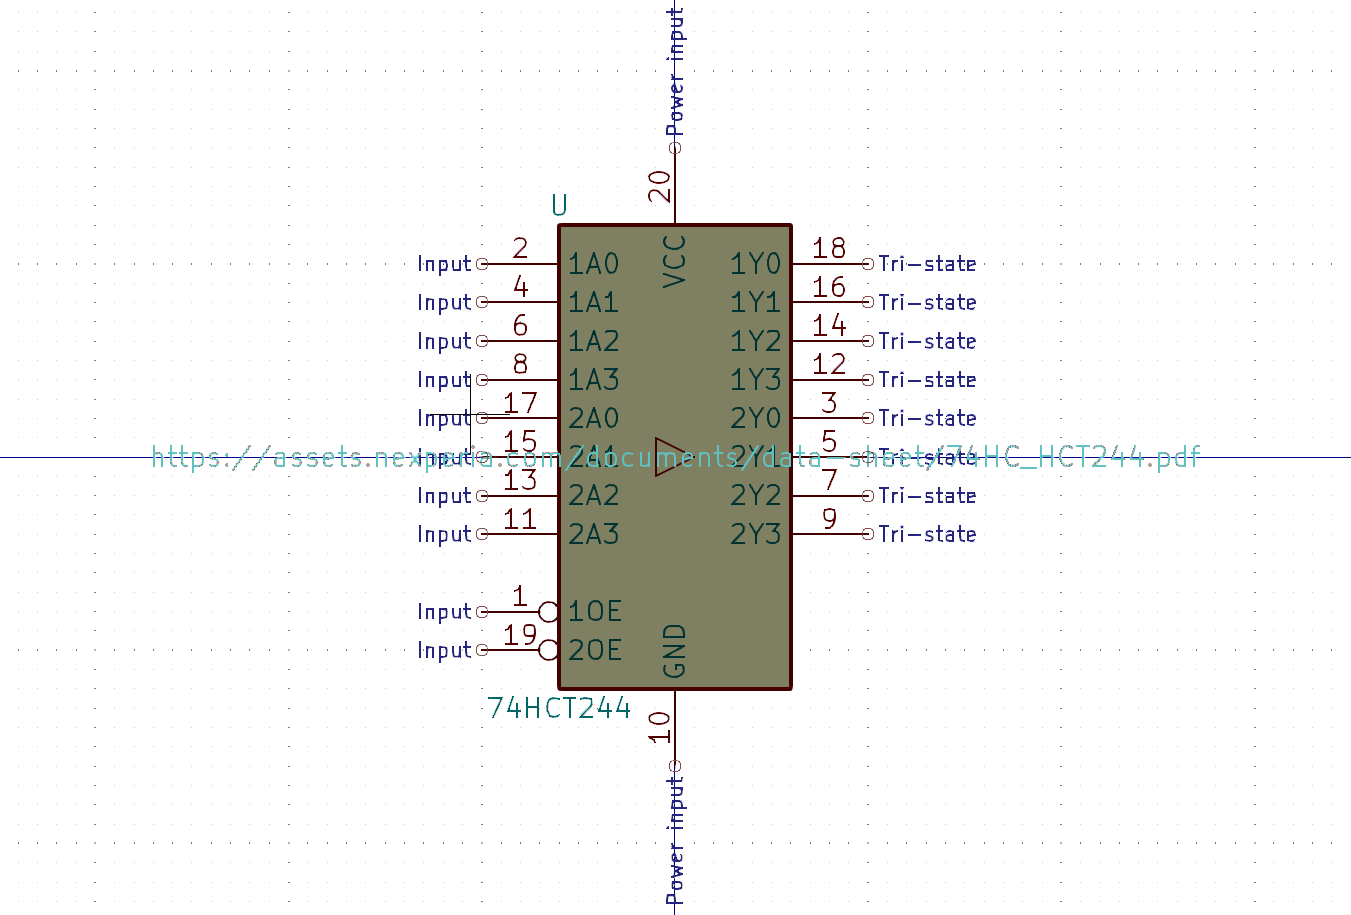 Power input
20
U
VCC
Input 2 1A0 1Y0 18 Tri-state
Input 4 1A1 1Y1 16 Tri-state
Input 6 1A2 1Y2 14 Tri-state
Input 8 1A3 1Y3 12 Tri-state
Input 17 2A0 2Y0 3 Tri-state
Input 15 2A1 2Y1 5 Tri-state
https://assets.nexperia.com/documents/data-sheet/74HC_HCT244.pdf
Input 13 2A2 2Y2 7 Tri-state
Input 11 2A3 2Y3 9 Tri-state
Input 1 1OE
Input 19 2OE
GND
74HCT244
10
Power input